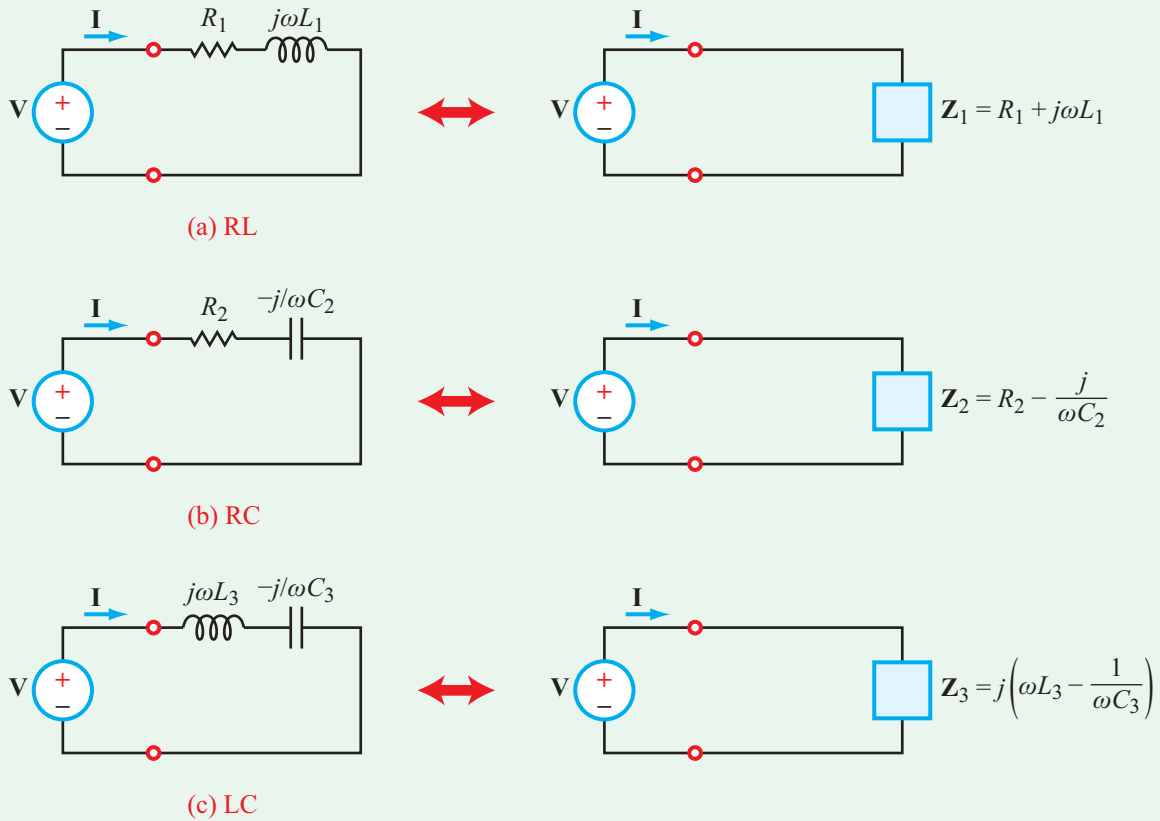 I R₁ jωL₁ I
V + − V + − Z₁ = R₁ + jωL₁
(a) RL
I R₂ −j/ωC₂ I
V + − V + − Z₂ = R₂ − j/ωC₂
(b) RC
I jωL₃ −j/ωC₃ I
V + − V + − Z₃ = j(ωL₃ − 1/ωC₃)
(c) LC